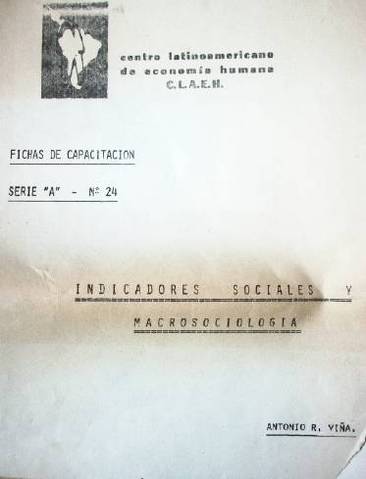 centro latinoamericano
de economía humana
C.L.A.E.H.
FICHAS DE CAPACITACION
SERIE "A" - Nº 24
INDICADORES SOCIALES Y
MACROSOCIOLOGIA
ANTONIO R. VIÑA.